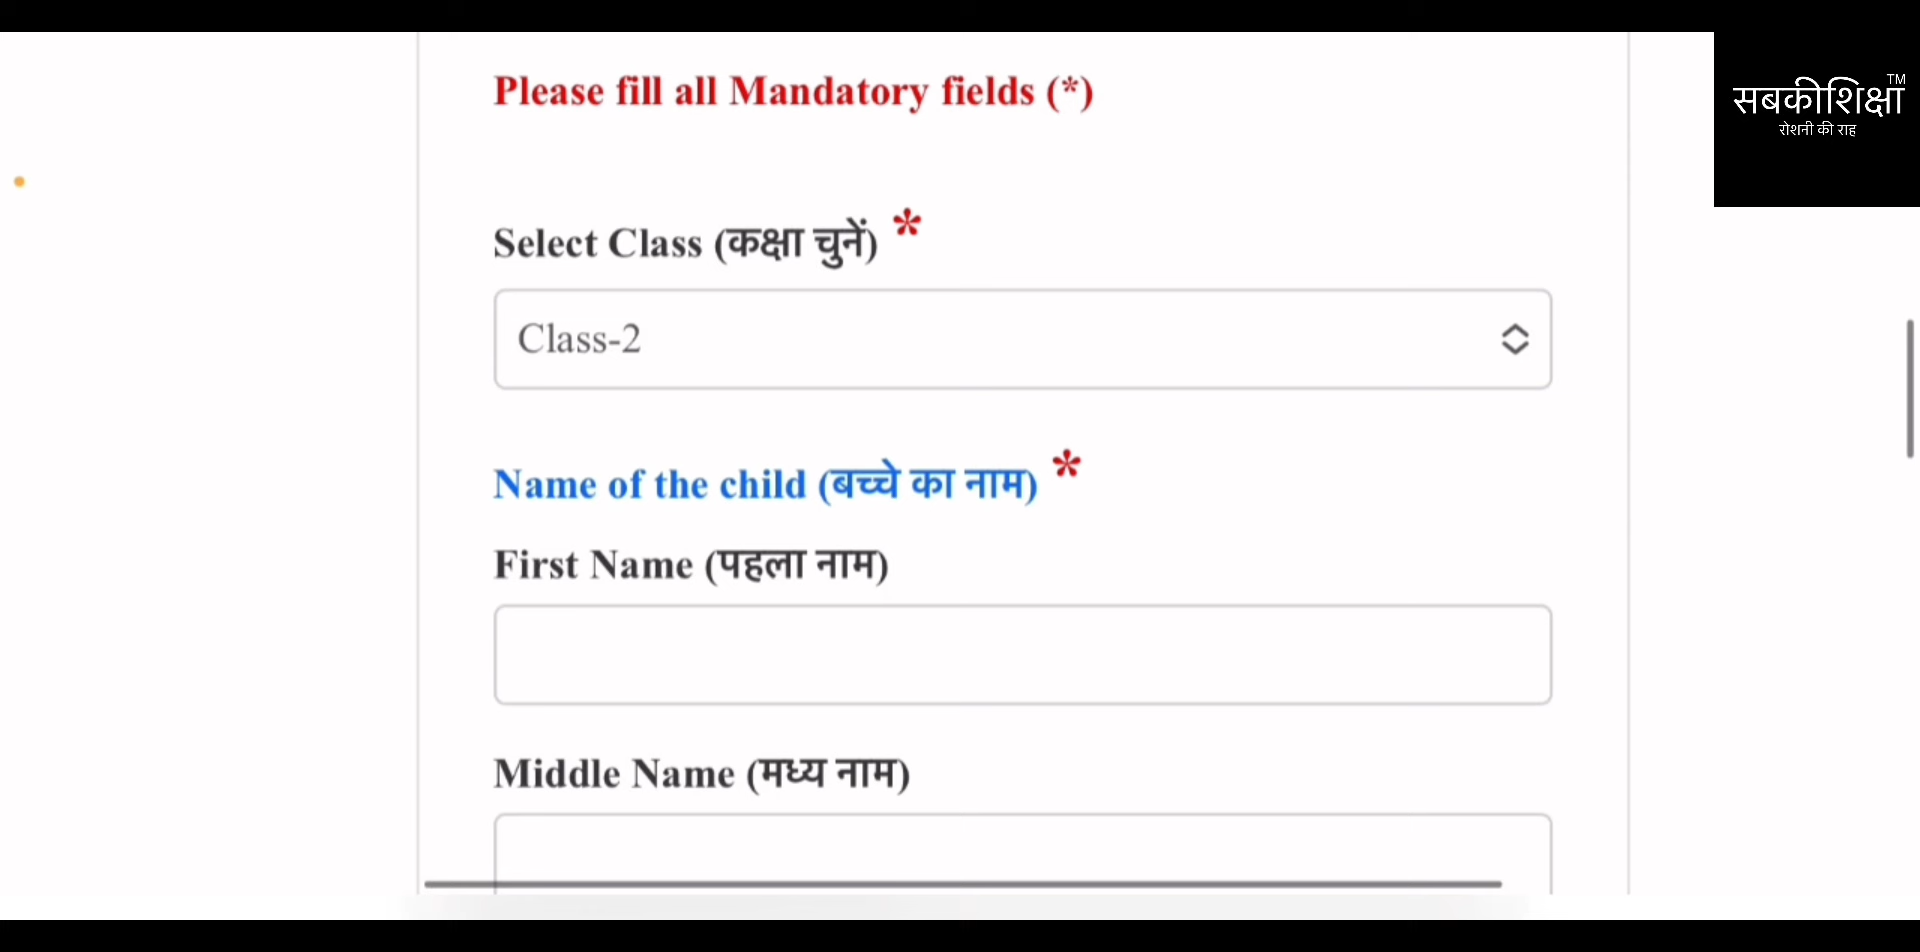 Please fill all Mandatory fields (*)
सबकीशिक्षा TM
रोशनी की राह
Select Class (कक्षा चुनें) *
Class-2
Name of the child (बच्चे का नाम) *
First Name (पहला नाम)
Middle Name (मध्य नाम)